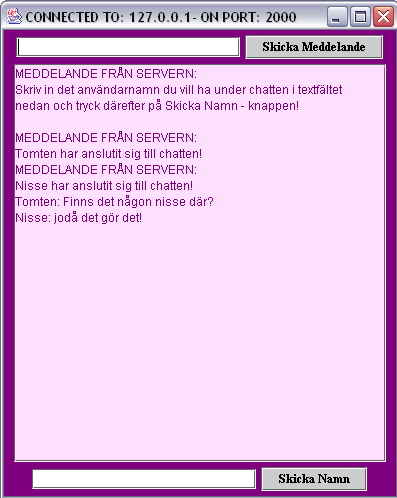 CONNECTED TO: 127.0.0.1- ON PORT: 2000
Skicka Meddelande
MEDDELANDE FRÅN SERVERN:
Skriv in det användarnamn du vill ha under chatten i textfältet
nedan och tryck därefter på Skicka Namn - knappen!
MEDDELANDE FRÅN SERVERN:
Tomten har anslutit sig till chatten!
MEDDELANDE FRÅN SERVERN:
Nisse har anslutit sig till chatten!
Tomten: Finns det någon nisse där?
Nisse: jodå det gör det!
Skicka Namn